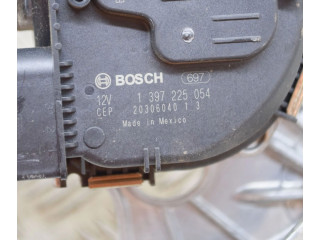 BOSCH 697
12V 1 397 225 054
CEP 20306040 1 3
Made in Mexico